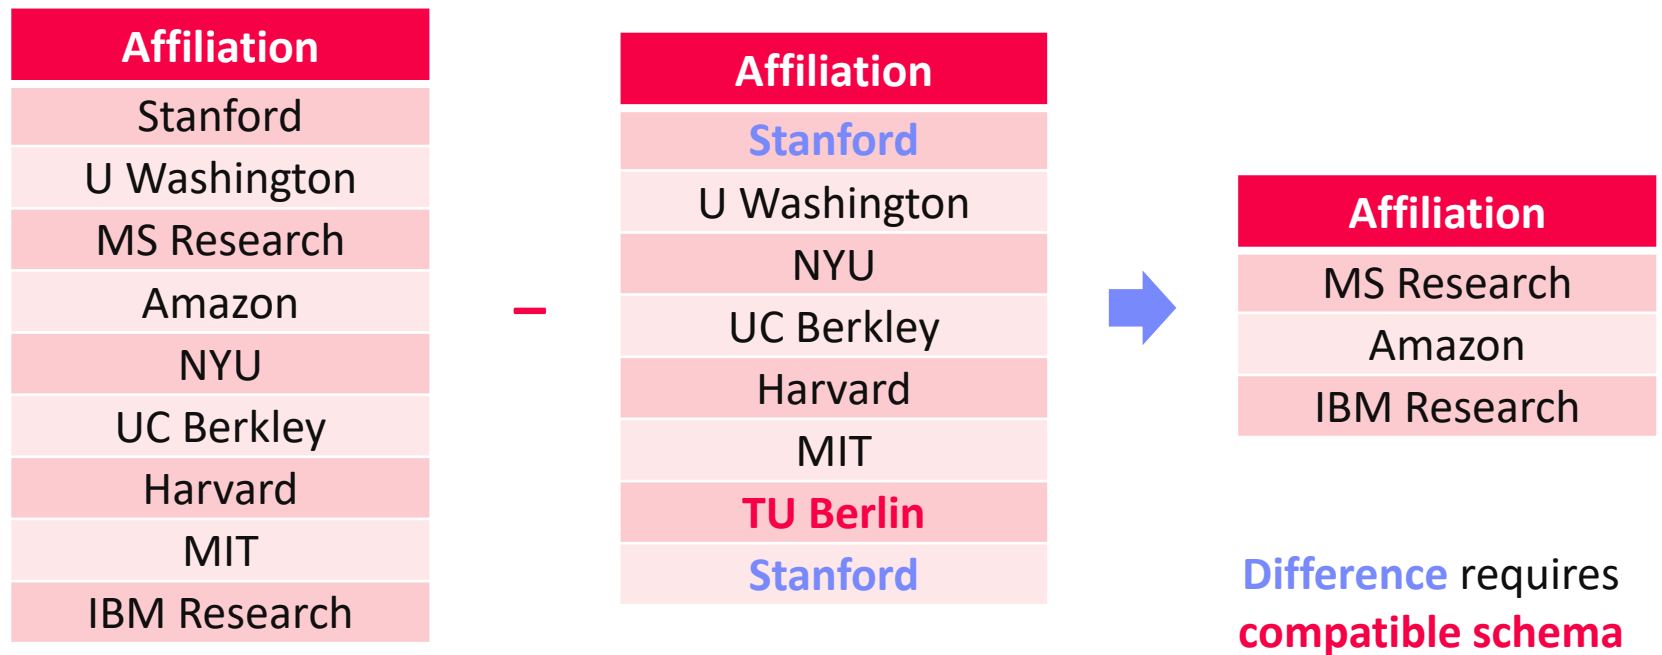 Affiliation
Stanford
U Washington
MS Research
Amazon
NYU
UC Berkley
Harvard
MIT
IBM Research
–
Affiliation
Stanford
U Washington
NYU
UC Berkley
Harvard
MIT
TU Berlin
Stanford
Affiliation
MS Research
Amazon
IBM Research
Difference requires
compatible schema